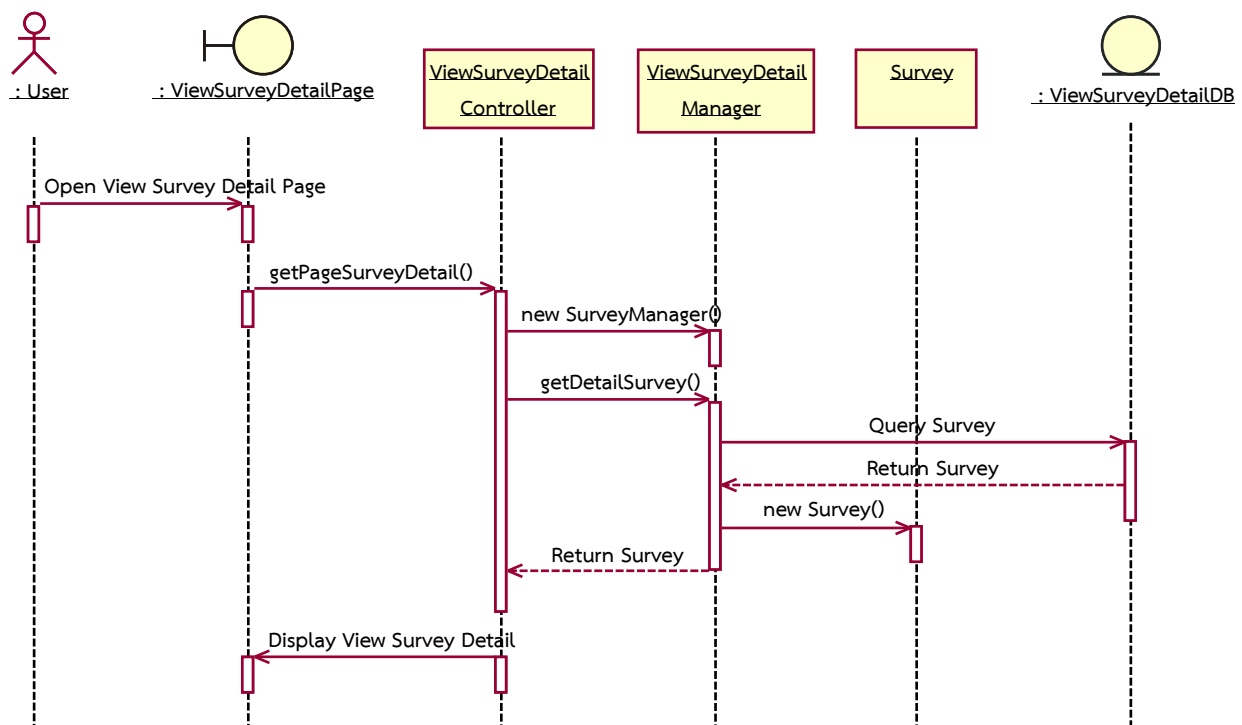 : User
: ViewSurveyDetailPage
ViewSurveyDetail
Controller
ViewSurveyDetail
Manager
Survey
: ViewSurveyDetailDB
Open View Survey Detail Page
getPageSurveyDetail()
new SurveyManager()
getDetailSurvey()
Query Survey
Return Survey
new Survey()
Return Survey
Display View Survey Detail